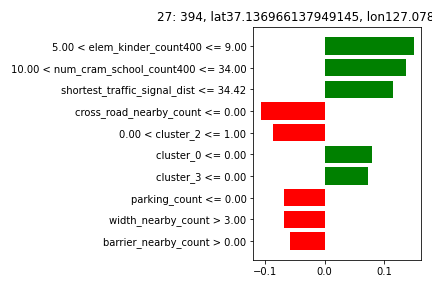 27: 394, lat37.136966137949145, lon127.078
5.00 < elem_kinder_count400 <= 9.00
10.00 < num_cram_school_count400 <= 34.00
shortest_traffic_signal_dist <= 34.42
cross_road_nearby_count <= 0.00
0.00 < cluster_2 <= 1.00
cluster_0 <= 0.00
cluster_3 <= 0.00
parking_count <= 0.00
width_nearby_count > 3.00
barrier_nearby_count > 0.00
−0.1 0.0 0.1